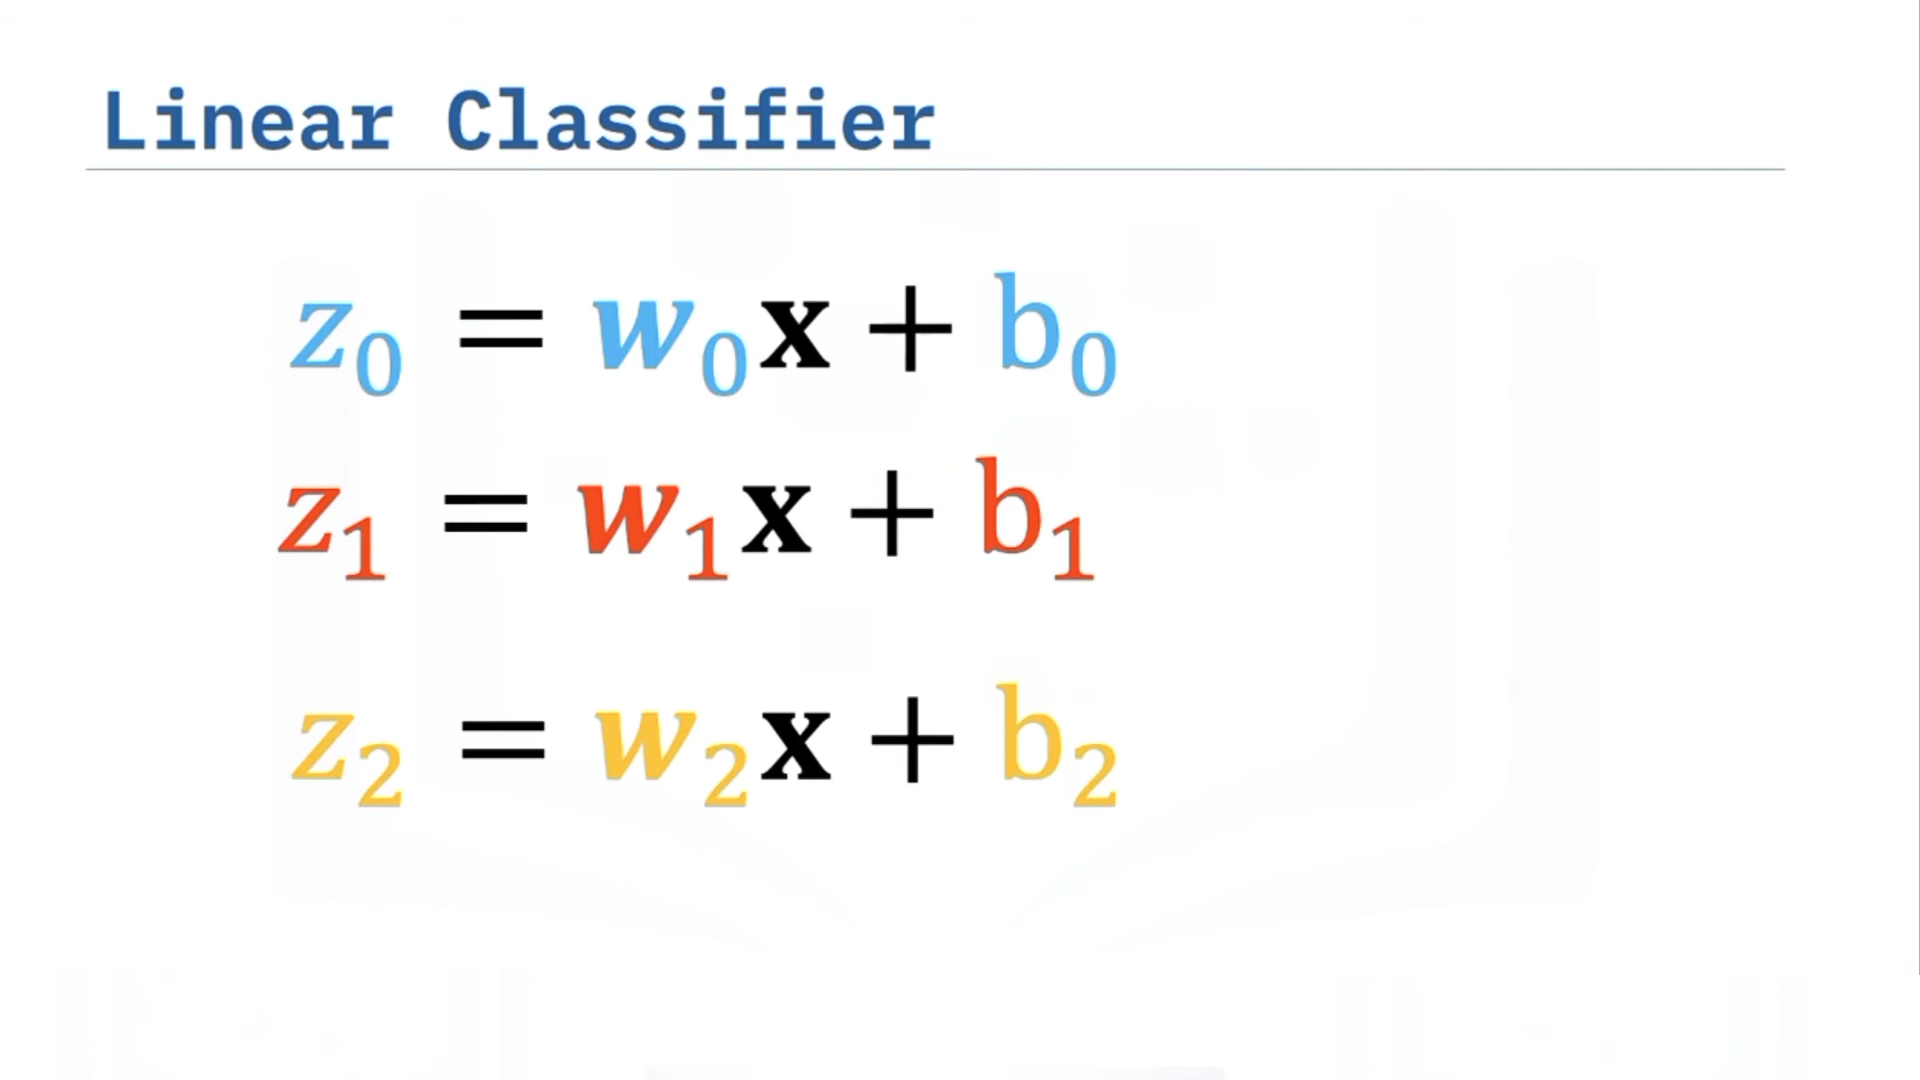 Linear Classifier
z₀ = w₀x + b₀
z₁ = w₁x + b₁
z₂ = w₂x + b₂